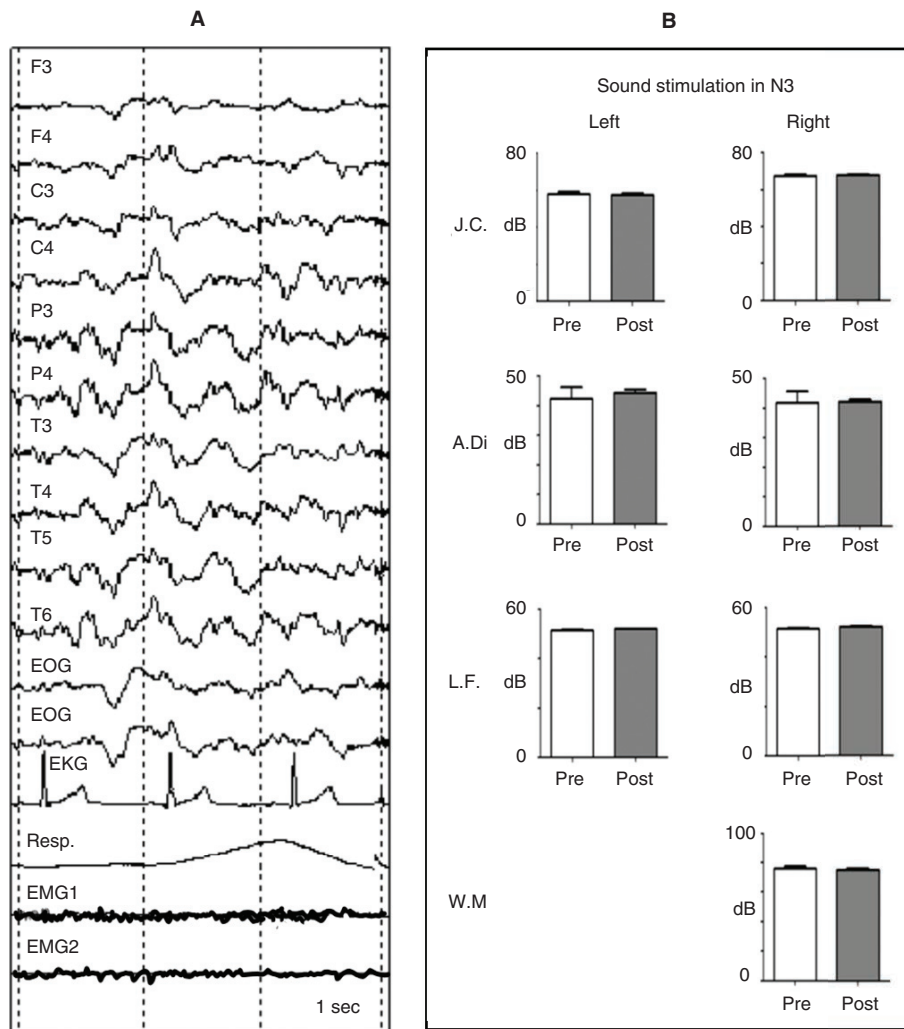 A
F3
F4
C3
C4
P3
P4
T3
T4
T5
T6
EOG
EOG
EKG
Resp.
EMG1
EMG2
1 sec
B
Sound stimulation in N3
Left Right
J.C.
80
dB
0
Pre Post
80
dB
0
Pre Post
A.Di
50
dB
0
Pre Post
50
dB
0
Pre Post
L.F.
60
dB
0
Pre Post
60
dB
0
Pre Post
W.M
100
dB
0
Pre Post